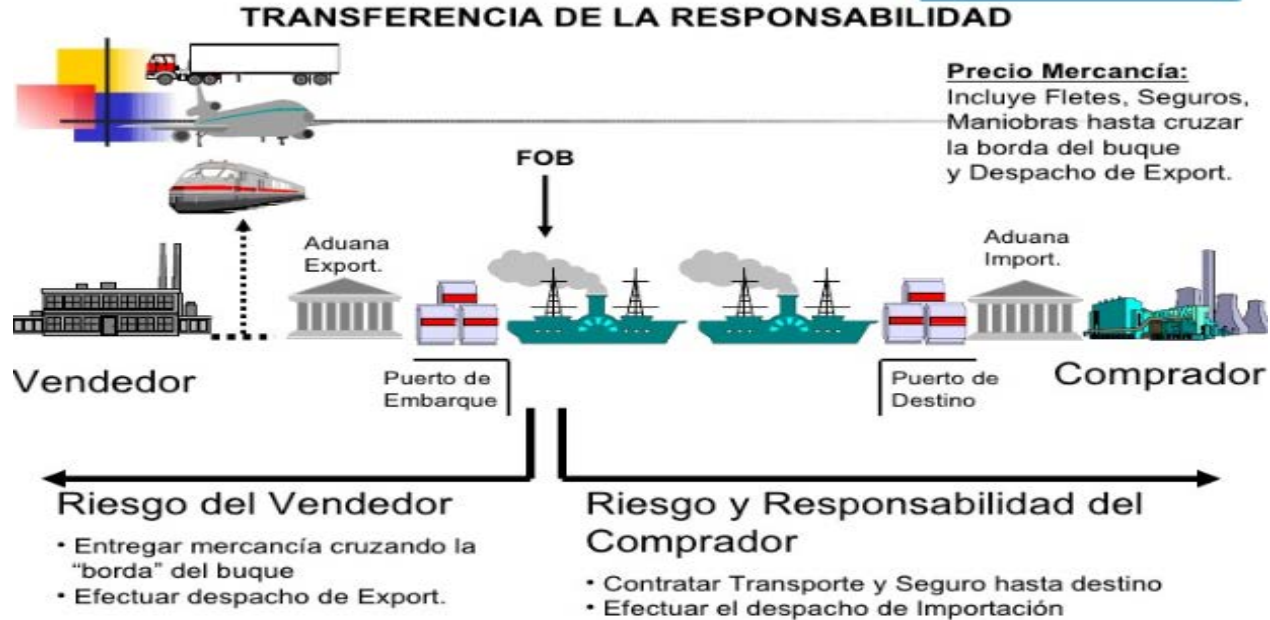 TRANSFERENCIA DE LA RESPONSABILIDAD
Precio Mercancía:
Incluye Fletes, Seguros,
Maniobras hasta cruzar
la borda del buque
y Despacho de Export.
FOB
Aduana
Export.
Aduana
Import.
Vendedor
Puerto de
Embarque
Puerto de
Destino
Comprador
Riesgo del Vendedor
• Entregar mercancía cruzando la
“borda” del buque
• Efectuar despacho de Export.
Riesgo y Responsabilidad del
Comprador
• Contratar Transporte y Seguro hasta destino
• Efectuar el despacho de Importación